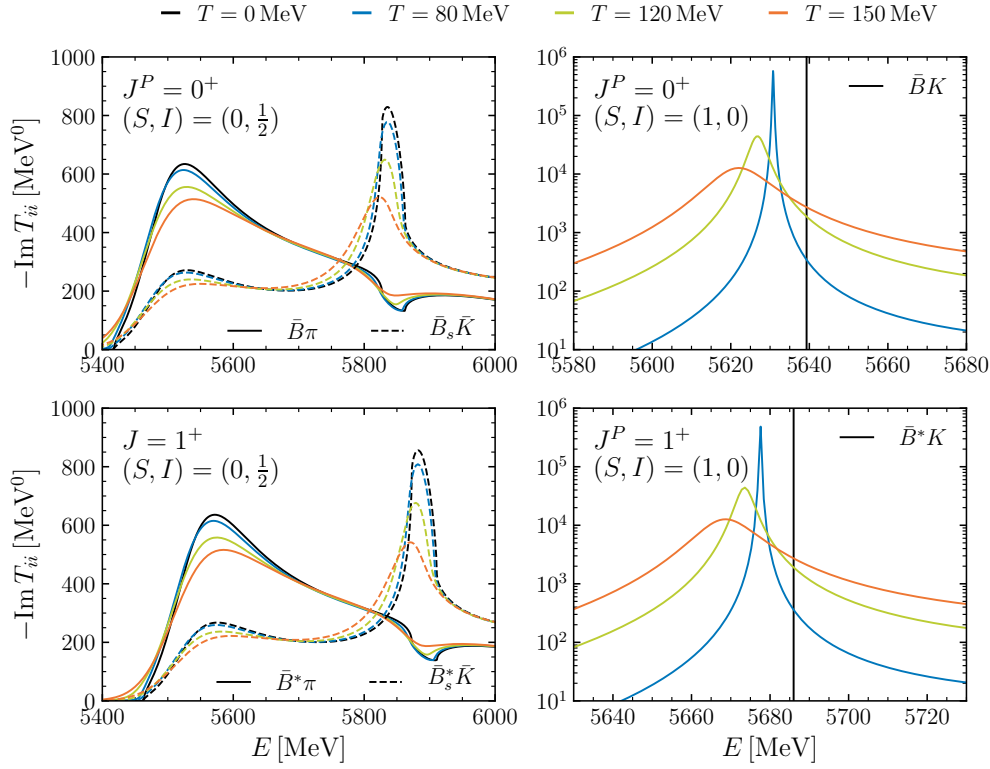 T = 0 MeV T = 80 MeV T = 120 MeV T = 150 MeV
−Im T_{ii} [MeV^0]
1000
800
600
400
200
0
J^P = 0^+
(S, I) = (0, 1/2)
B̄π B̄_s K̄
5400 5600 5800 6000
10^6
10^5
10^4
10^3
10^2
10^1
J^P = 0^+
(S, I) = (1, 0)
B̄K
5580 5600 5620 5640 5660 5680
−Im T_{ii} [MeV^0]
1000
800
600
400
200
0
J = 1^+
(S, I) = (0, 1/2)
B̄*π B̄*_s K̄
5400 5600 5800 6000
E [MeV]
10^6
10^5
10^4
10^3
10^2
10^1
J^P = 1^+
(S, I) = (1, 0)
B̄*K
5640 5660 5680 5700 5720
E [MeV]